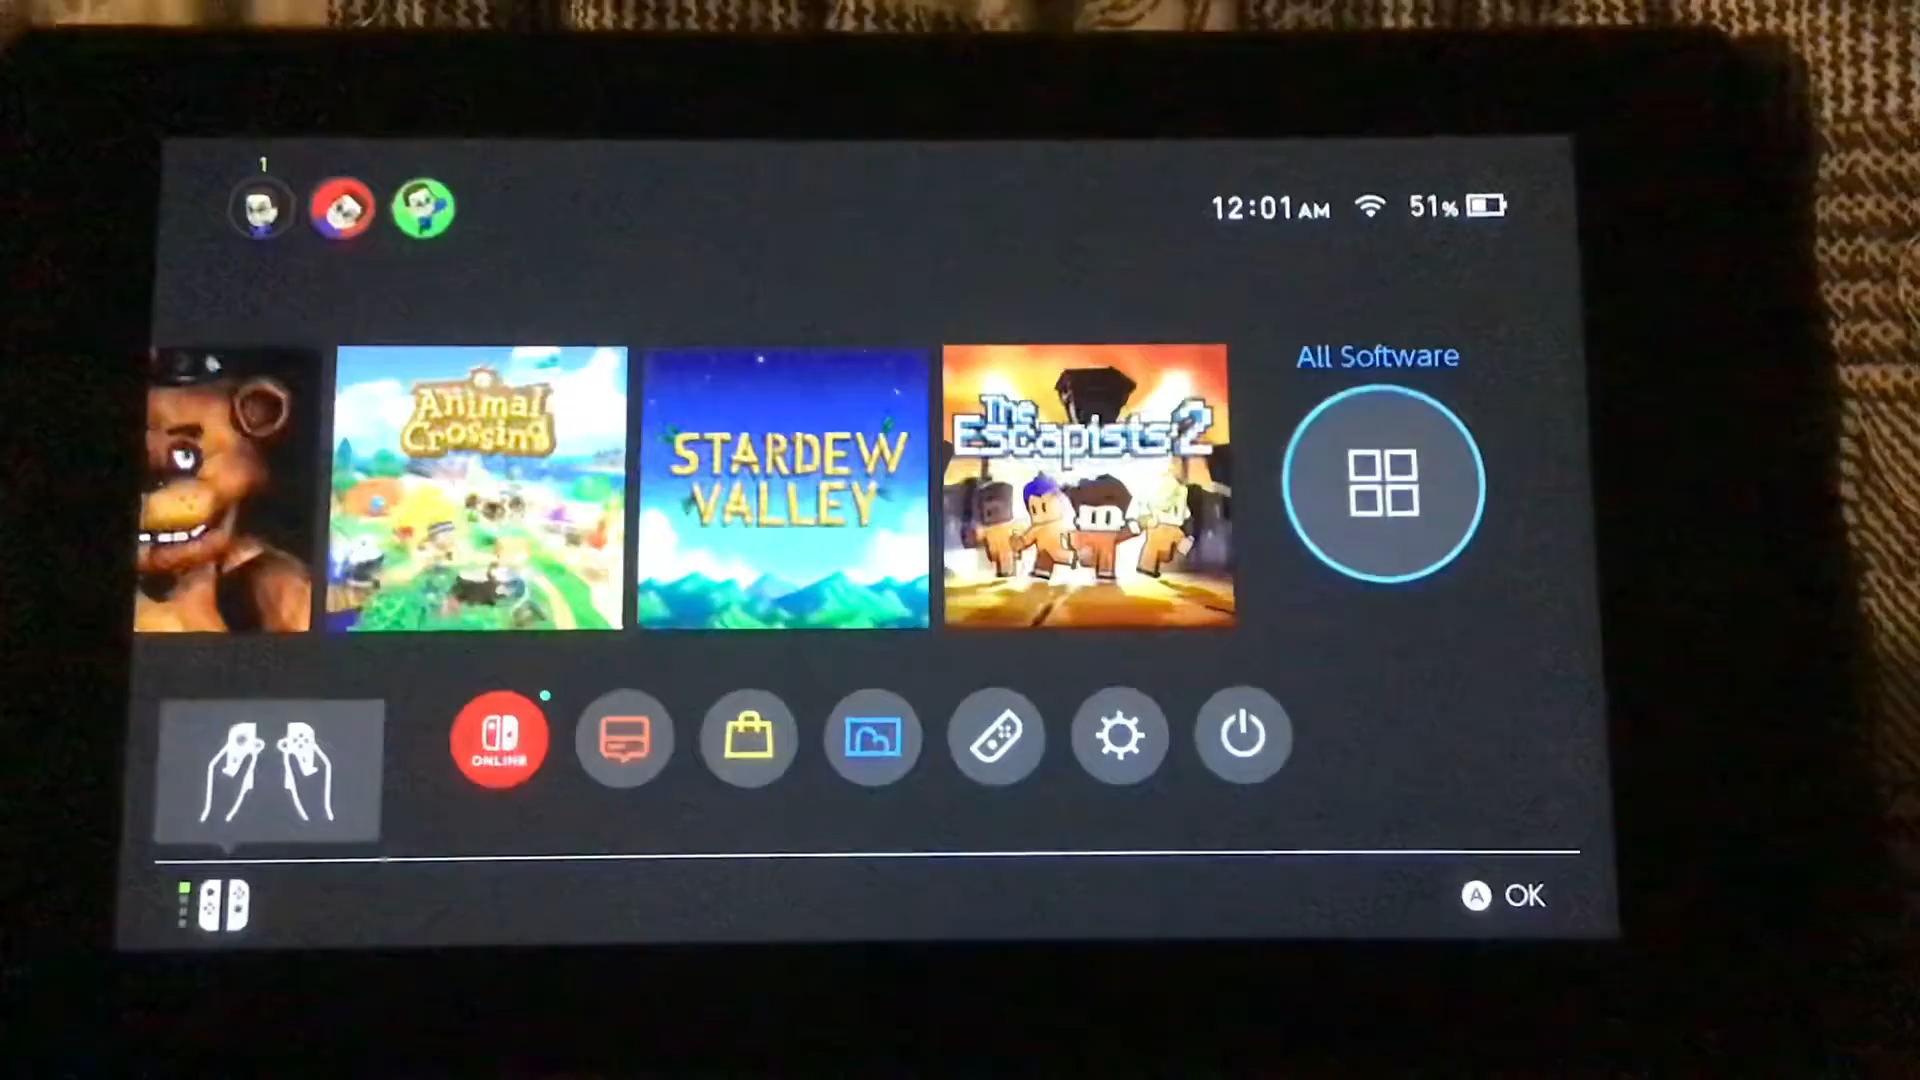 1
12:01 AM 51%
All Software
Animal
Crossing
STARDEW
VALLEY
The
Escapists 2
ONLINE
A OK